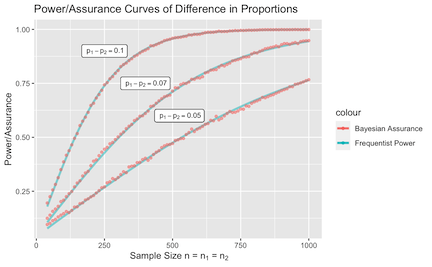 Power/Assurance Curves of Difference in Proportions
Power/Assurance
1.00
0.75
0.50
0.25
p₁ − p₂ = 0.1
p₁ − p₂ = 0.07
p₁ − p₂ = 0.05
0
250
500
750
1000
Sample Size n = n₁ = n₂
colour
Bayesian Assurance
Frequentist Power